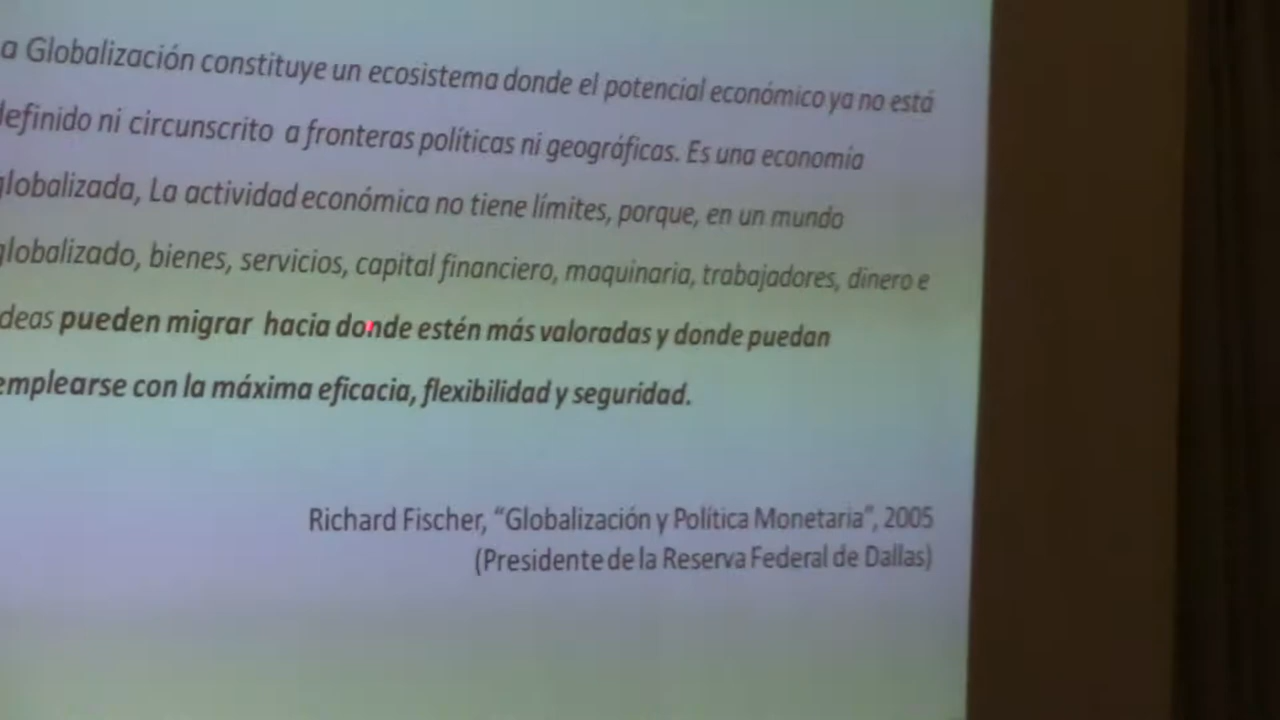 a Globalización constituye un ecosistema donde el potencial económico ya no está
definido ni circunscrito a fronteras políticas ni geográficas. Es una economía
globalizada, La actividad económica no tiene límites, porque, en un mundo
globalizado, bienes, servicios, capital financiero, maquinaria, trabajadores, dinero e
deas pueden migrar hacia donde estén más valoradas y donde puedan
emplearse con la máxima eficacia, flexibilidad y seguridad.
Richard Fischer, “Globalización y Política Monetaria”, 2005
(Presidente de la Reserva Federal de Dallas)